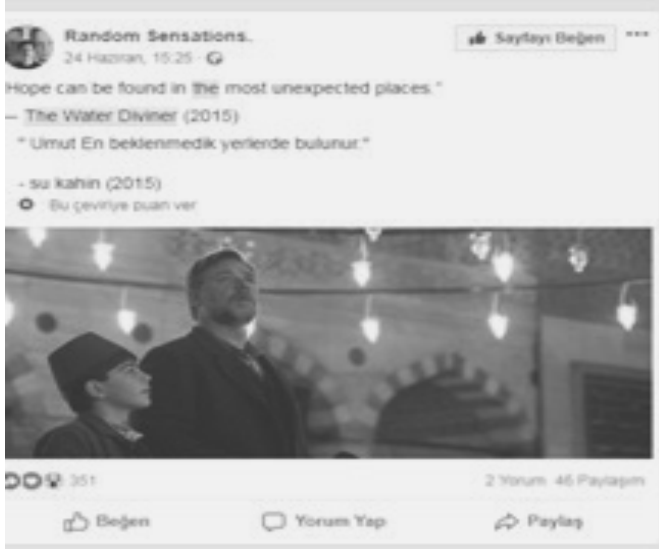 Random Sensations.
Sayfayı Beğen
24 Haziran, 15:25
Hope can be found in the most unexpected places."
— The Water Diviner (2015)
" Umut En beklenmedik yerlerde bulunur."
- su kahin (2015)
Bu çeviriye puan ver
351
2 Yorum 46 Paylaşım
Beğen
Yorum Yap
Paylaş